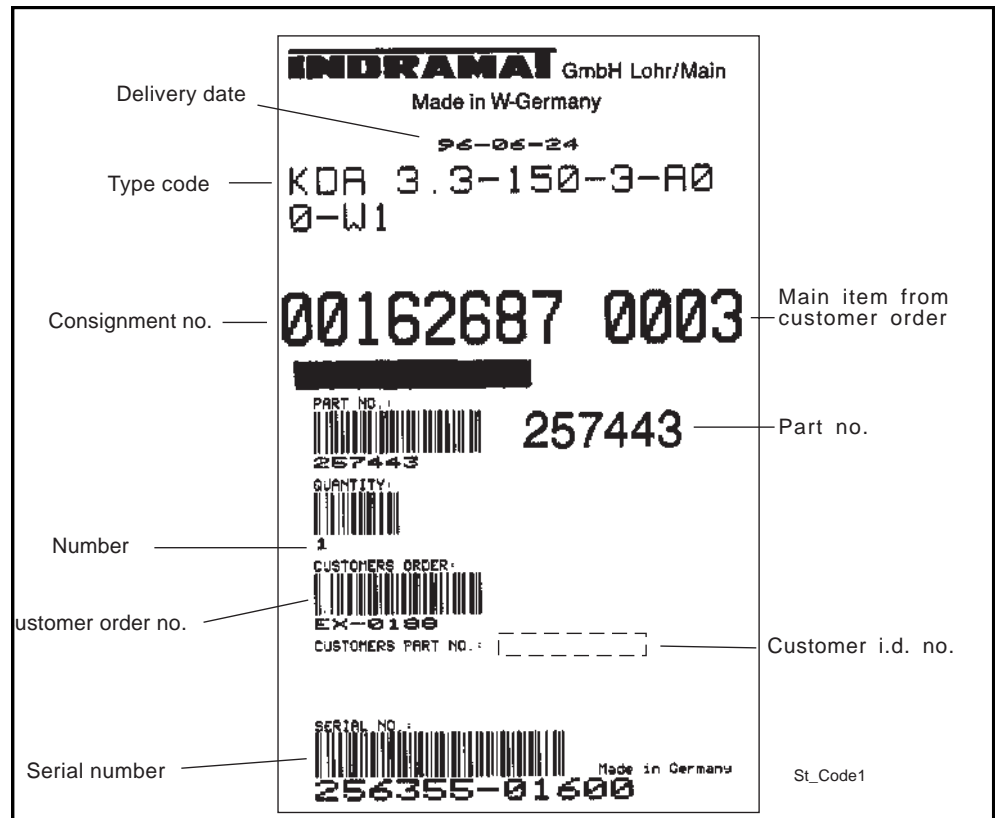 INDRAMAT GmbH Lohr/Main
Made in W-Germany
Delivery date
96-06-24
Type code
KDA 3.3-150-3-A0
0-W1
Consignment no.
00162687 0003
Main item from
customer order
PART NO.:
257443
Part no.
257443
QUANTITY:
Number
1
CUSTOMERS ORDER:
ustomer order no.
EX-0188
CUSTOMERS PART NO.:
Customer i.d. no.
SERIAL NO.:
Serial number
Made in Germany
256355-01600
St_Code1